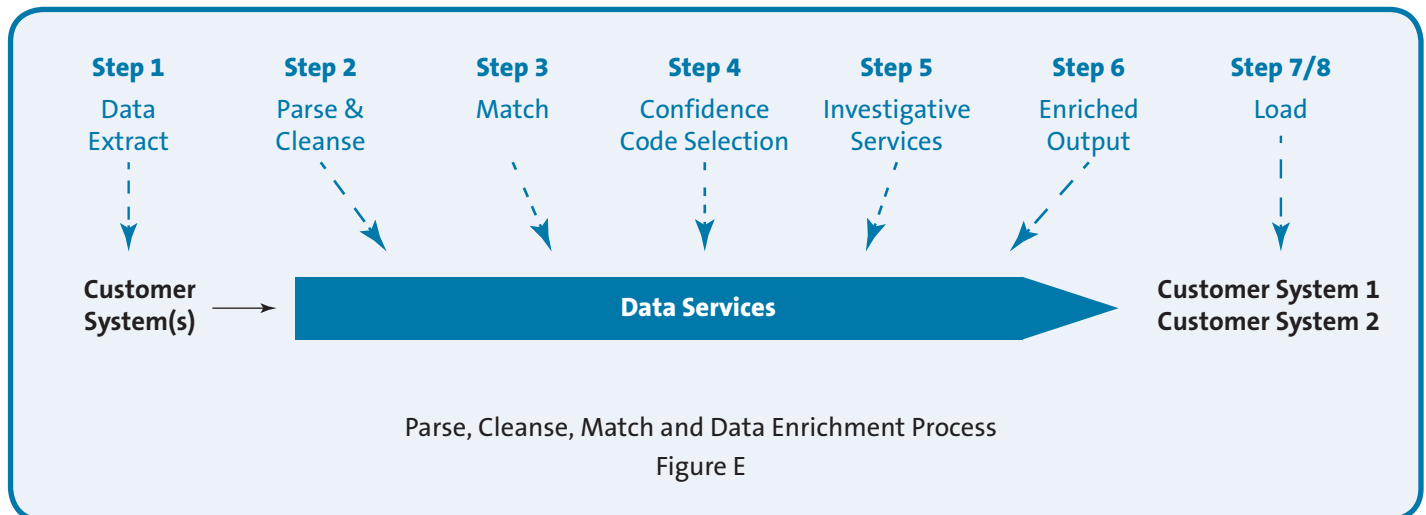 Step 1
Data
Extract
Step 2
Parse &
Cleanse
Step 3
Match
Step 4
Confidence
Code Selection
Step 5
Investigative
Services
Step 6
Enriched
Output
Step 7/8
Load
Customer
System(s)
Data Services
Customer System 1
Customer System 2
Parse, Cleanse, Match and Data Enrichment Process
Figure E